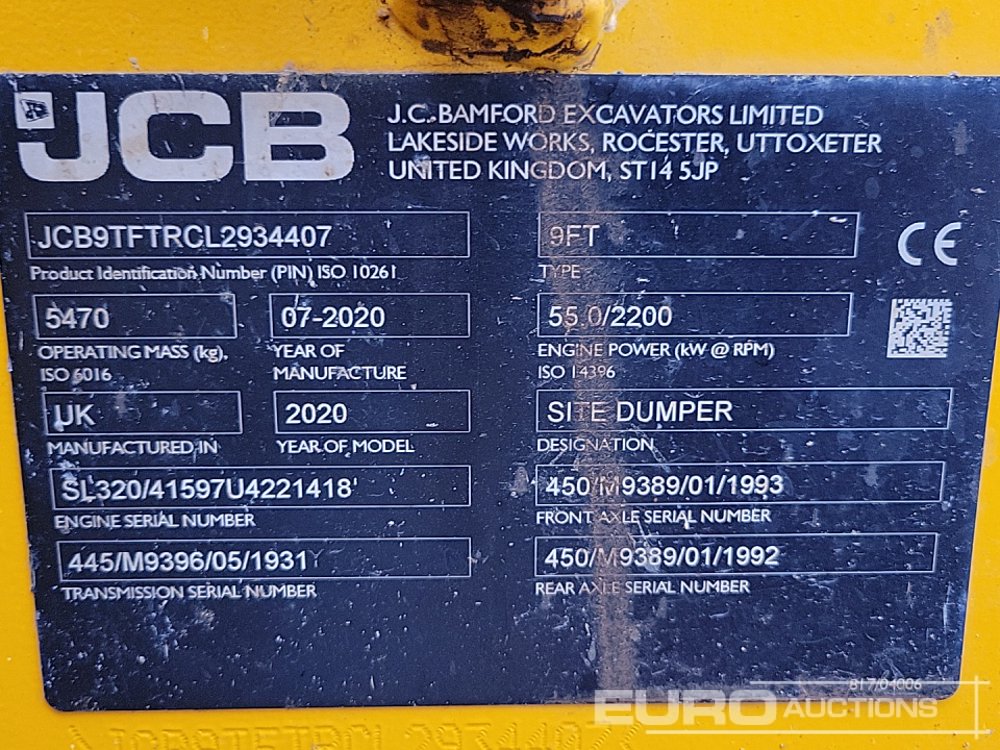 JCB
J.C. BAMFORD EXCAVATORS LIMITED
LAKESIDE WORKS, ROCESTER, UTTOXETER
UNITED KINGDOM, ST14 5JP
JCB9TFTRCL2934407
9FT
CE
Product Identification Number (PIN) ISO 10261
TYPE
5470
07-2020
55.0/2200
OPERATING MASS (kg),
ISO 6016
YEAR OF
MANUFACTURE
ENGINE POWER (kW @ RPM)
ISO 14396
UK
2020
SITE DUMPER
MANUFACTURED IN
YEAR OF MODEL
DESIGNATION
SL320/41597U4221418
450/M9389/01/1993
ENGINE SERIAL NUMBER
FRONT AXLE SERIAL NUMBER
445/M9396/05/1931Y
450/M9389/01/1992
TRANSMISSION SERIAL NUMBER
REAR AXLE SERIAL NUMBER
817/04006
EURO AUCTIONS
JCB9TFTRCL2934407